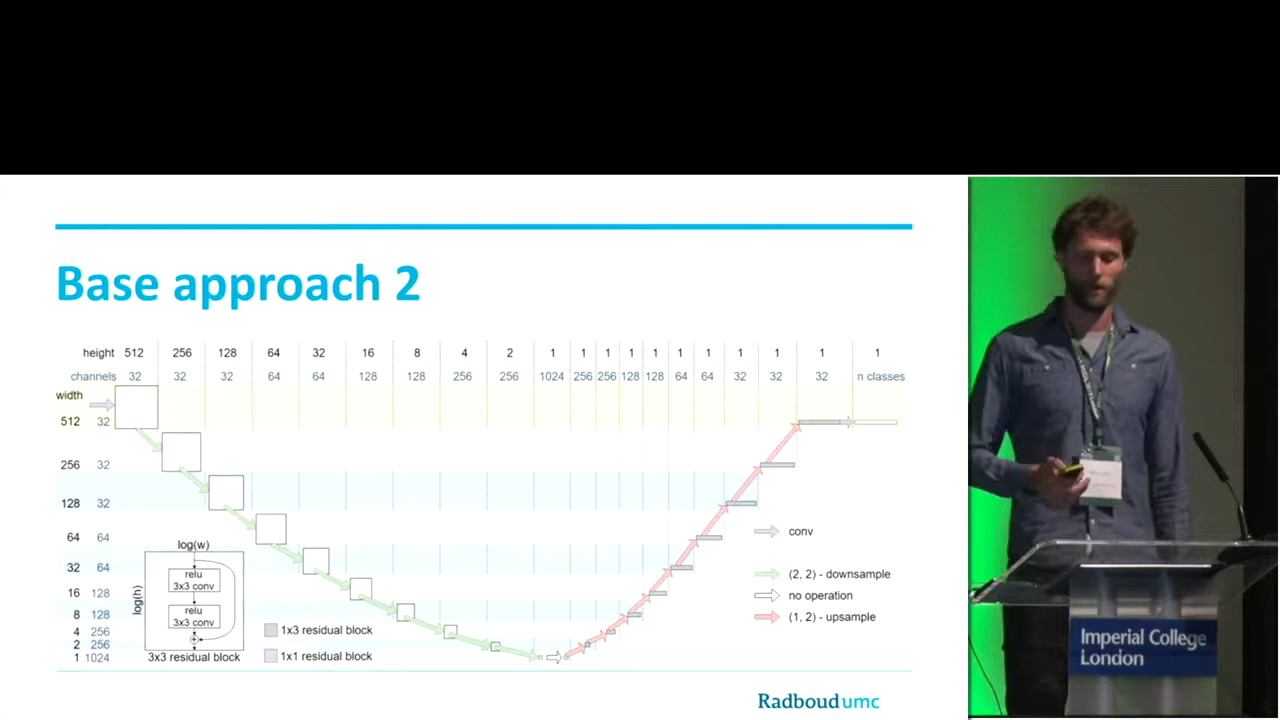 Base approach 2
height 512 256 128 64 32 16 8 4 2 1 1 1 1 1 1 1 1 1 1 1
channels 32 32 32 64 64 128 128 256 256 1024 256 256 128 128 64 64 32 32 32 n classes
width
512 32
256 32
128 32
64 64
32 64
16 128
8 128
4 256
2 256
1 1024
log(w)
log(h)
relu
3x3 conv
relu
3x3 conv
3x3 residual block
1x3 residual block
1x1 residual block
conv
(2, 2) - downsample
no operation
(1, 2) - upsample
Radboudumc
Imperial College
London